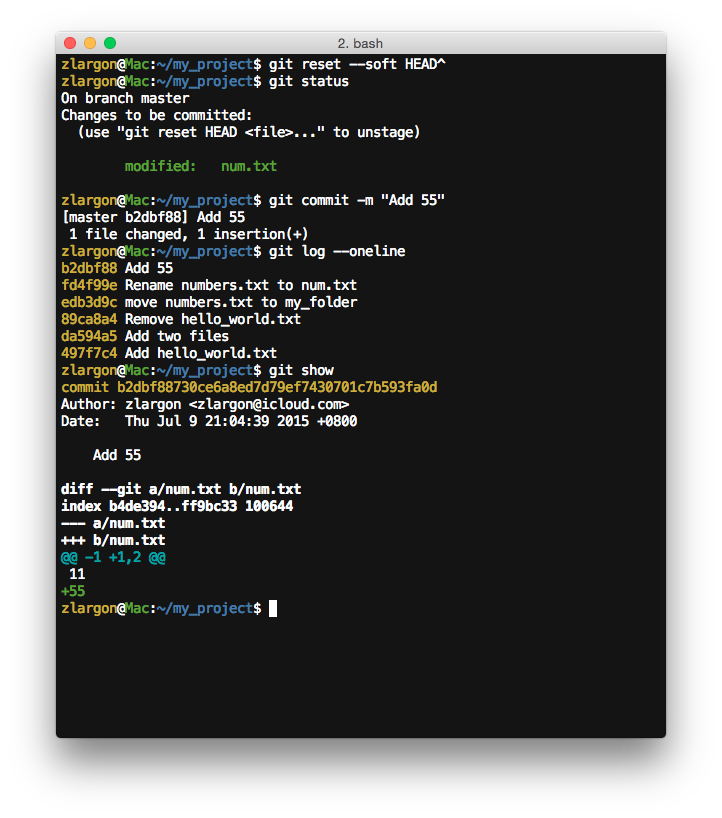 2. bash
zlargon@Mac:~/my_project$ git reset --soft HEAD^
zlargon@Mac:~/my_project$ git status
On branch master
Changes to be committed:
  (use "git reset HEAD <file>..." to unstage)
        modified:   num.txt
zlargon@Mac:~/my_project$ git commit -m "Add 55"
[master b2dbf88] Add 55
 1 file changed, 1 insertion(+)
zlargon@Mac:~/my_project$ git log --oneline
b2dbf88 Add 55
fd4f99e Rename numbers.txt to num.txt
edb3d9c move numbers.txt to my_folder
89ca8a4 Remove hello_world.txt
da594a5 Add two files
497f7c4 Add hello_world.txt
zlargon@Mac:~/my_project$ git show
commit b2dbf88730ce6a8ed7d79ef7430701c7b593fa0d
Author: zlargon <zlargon@icloud.com>
Date:   Thu Jul 9 21:04:39 2015 +0800
    Add 55
diff --git a/num.txt b/num.txt
index b4de394..ff9bc33 100644
--- a/num.txt
+++ b/num.txt
@@ -1 +1,2 @@
 11
+55
zlargon@Mac:~/my_project$